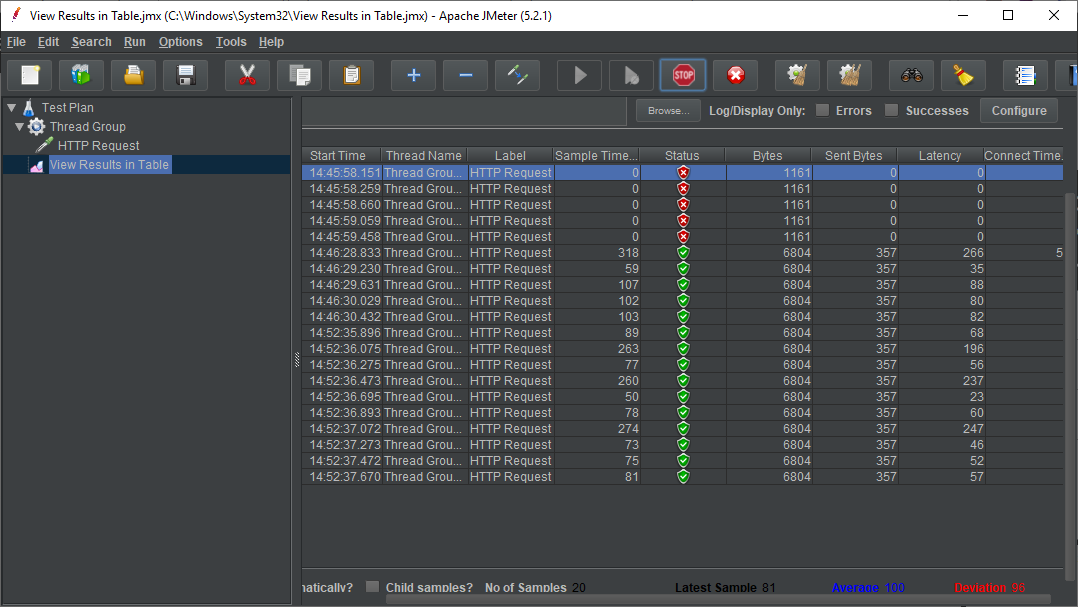 View Results in Table.jmx (C:\Windows\System32\View Results in Table.jmx) - Apache JMeter (5.2.1)
File Edit Search Run Options Tools Help
STOP
Test Plan
Thread Group
HTTP Request
View Results in Table
Browse... Log/Display Only: Errors Successes Configure
Start Time Thread Name Label Sample Time... Status Bytes Sent Bytes Latency Connect Time.
14:45:58.151 Thread Grou... HTTP Request 0 1161 0 0
14:45:58.259 Thread Grou... HTTP Request 0 1161 0 0
14:45:58.660 Thread Grou... HTTP Request 0 1161 0 0
14:45:59.059 Thread Grou... HTTP Request 0 1161 0 0
14:45:59.458 Thread Grou... HTTP Request 0 1161 0 0
14:46:28.833 Thread Grou... HTTP Request 318 6804 357 266 5
14:46:29.230 Thread Grou... HTTP Request 59 6804 357 35
14:46:29.631 Thread Grou... HTTP Request 107 6804 357 88
14:46:30.029 Thread Grou... HTTP Request 102 6804 357 80
14:46:30.432 Thread Grou... HTTP Request 103 6804 357 82
14:52:35.896 Thread Grou... HTTP Request 89 6804 357 68
14:52:36.075 Thread Grou... HTTP Request 263 6804 357 196
14:52:36.275 Thread Grou... HTTP Request 77 6804 357 56
14:52:36.473 Thread Grou... HTTP Request 260 6804 357 237
14:52:36.695 Thread Grou... HTTP Request 50 6804 357 23
14:52:36.893 Thread Grou... HTTP Request 78 6804 357 60
14:52:37.072 Thread Grou... HTTP Request 274 6804 357 247
14:52:37.273 Thread Grou... HTTP Request 73 6804 357 46
14:52:37.472 Thread Grou... HTTP Request 75 6804 357 52
14:52:37.670 Thread Grou... HTTP Request 81 6804 357 57
natically? Child samples? No of Samples 20 Latest Sample 81 Average 100 Deviation 96